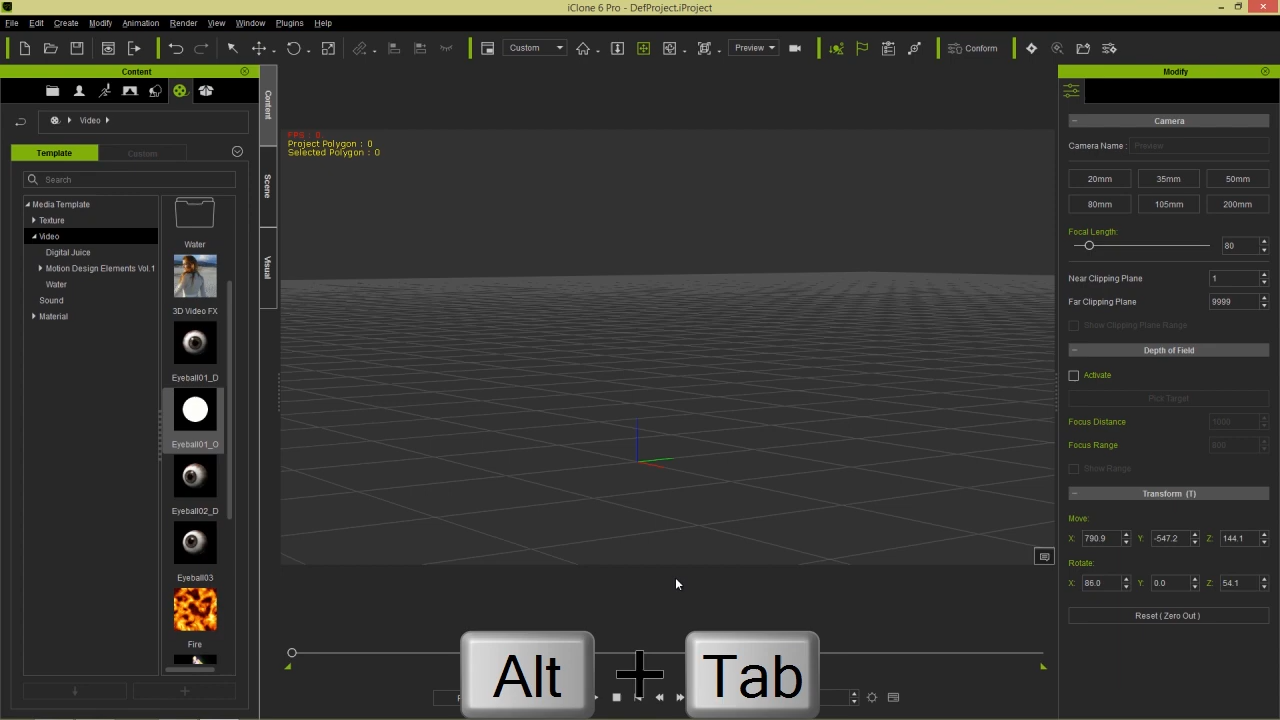 iClone 6 Pro - DefProject.iProject
File Edit Create Modify Animation Render View Window Plugins Help
Custom Preview Conform
Content
Video
Template Custom
Search
Media Template
Texture
Video
Digital Juice
Motion Design Elements Vol.1
Water
Sound
Material
Water
3D Video FX
Eyeball01_D
Eyeball01_O
Eyeball02_D
Eyeball03
Fire
Content
Scene
Visual
FPS : 0
Project Polygon : 0
Selected Polygon : 0
Modify
Camera
Camera Name : Preview
20mm 35mm 50mm
80mm 105mm 200mm
Focal Length:
80
Near Clipping Plane 1
Far Clipping Plane 9999
Show Clipping Plane Range
Depth of Field
Activate
Pick Target
Focus Distance 1000
Focus Range 800
Show Range
Transform (T)
Move:
X: 790.9 Y: -547.2 Z: 144.1
Rotate:
X: 86.0 Y: 0.0 Z: 54.1
Reset ( Zero Out )
Alt + Tab